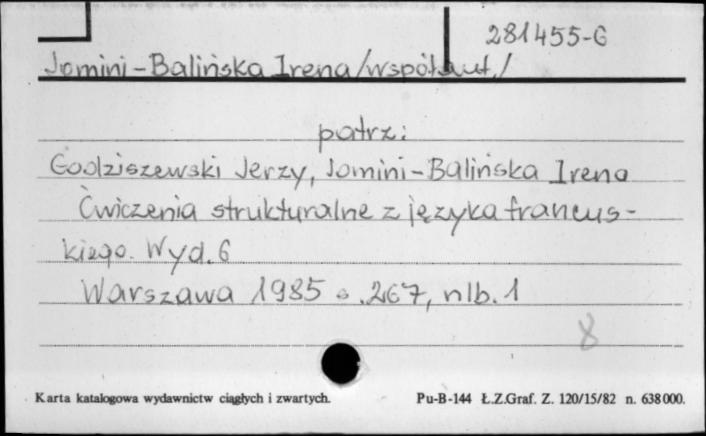 281455-G
Jomini-Balińska Irena /współaut./
patrz:
Godziszewski Jerzy, Jomini-Balińska Irena
Ćwiczenia strukturalne z języka francus-
kiego. Wyd. 6
Warszawa 1985 s. 267, nlb. 1
8
Karta katalogowa wydawnictw ciągłych i zwartych. Pu-B-144 Ł.Z.Graf. Z. 120/15/82 n. 638000.